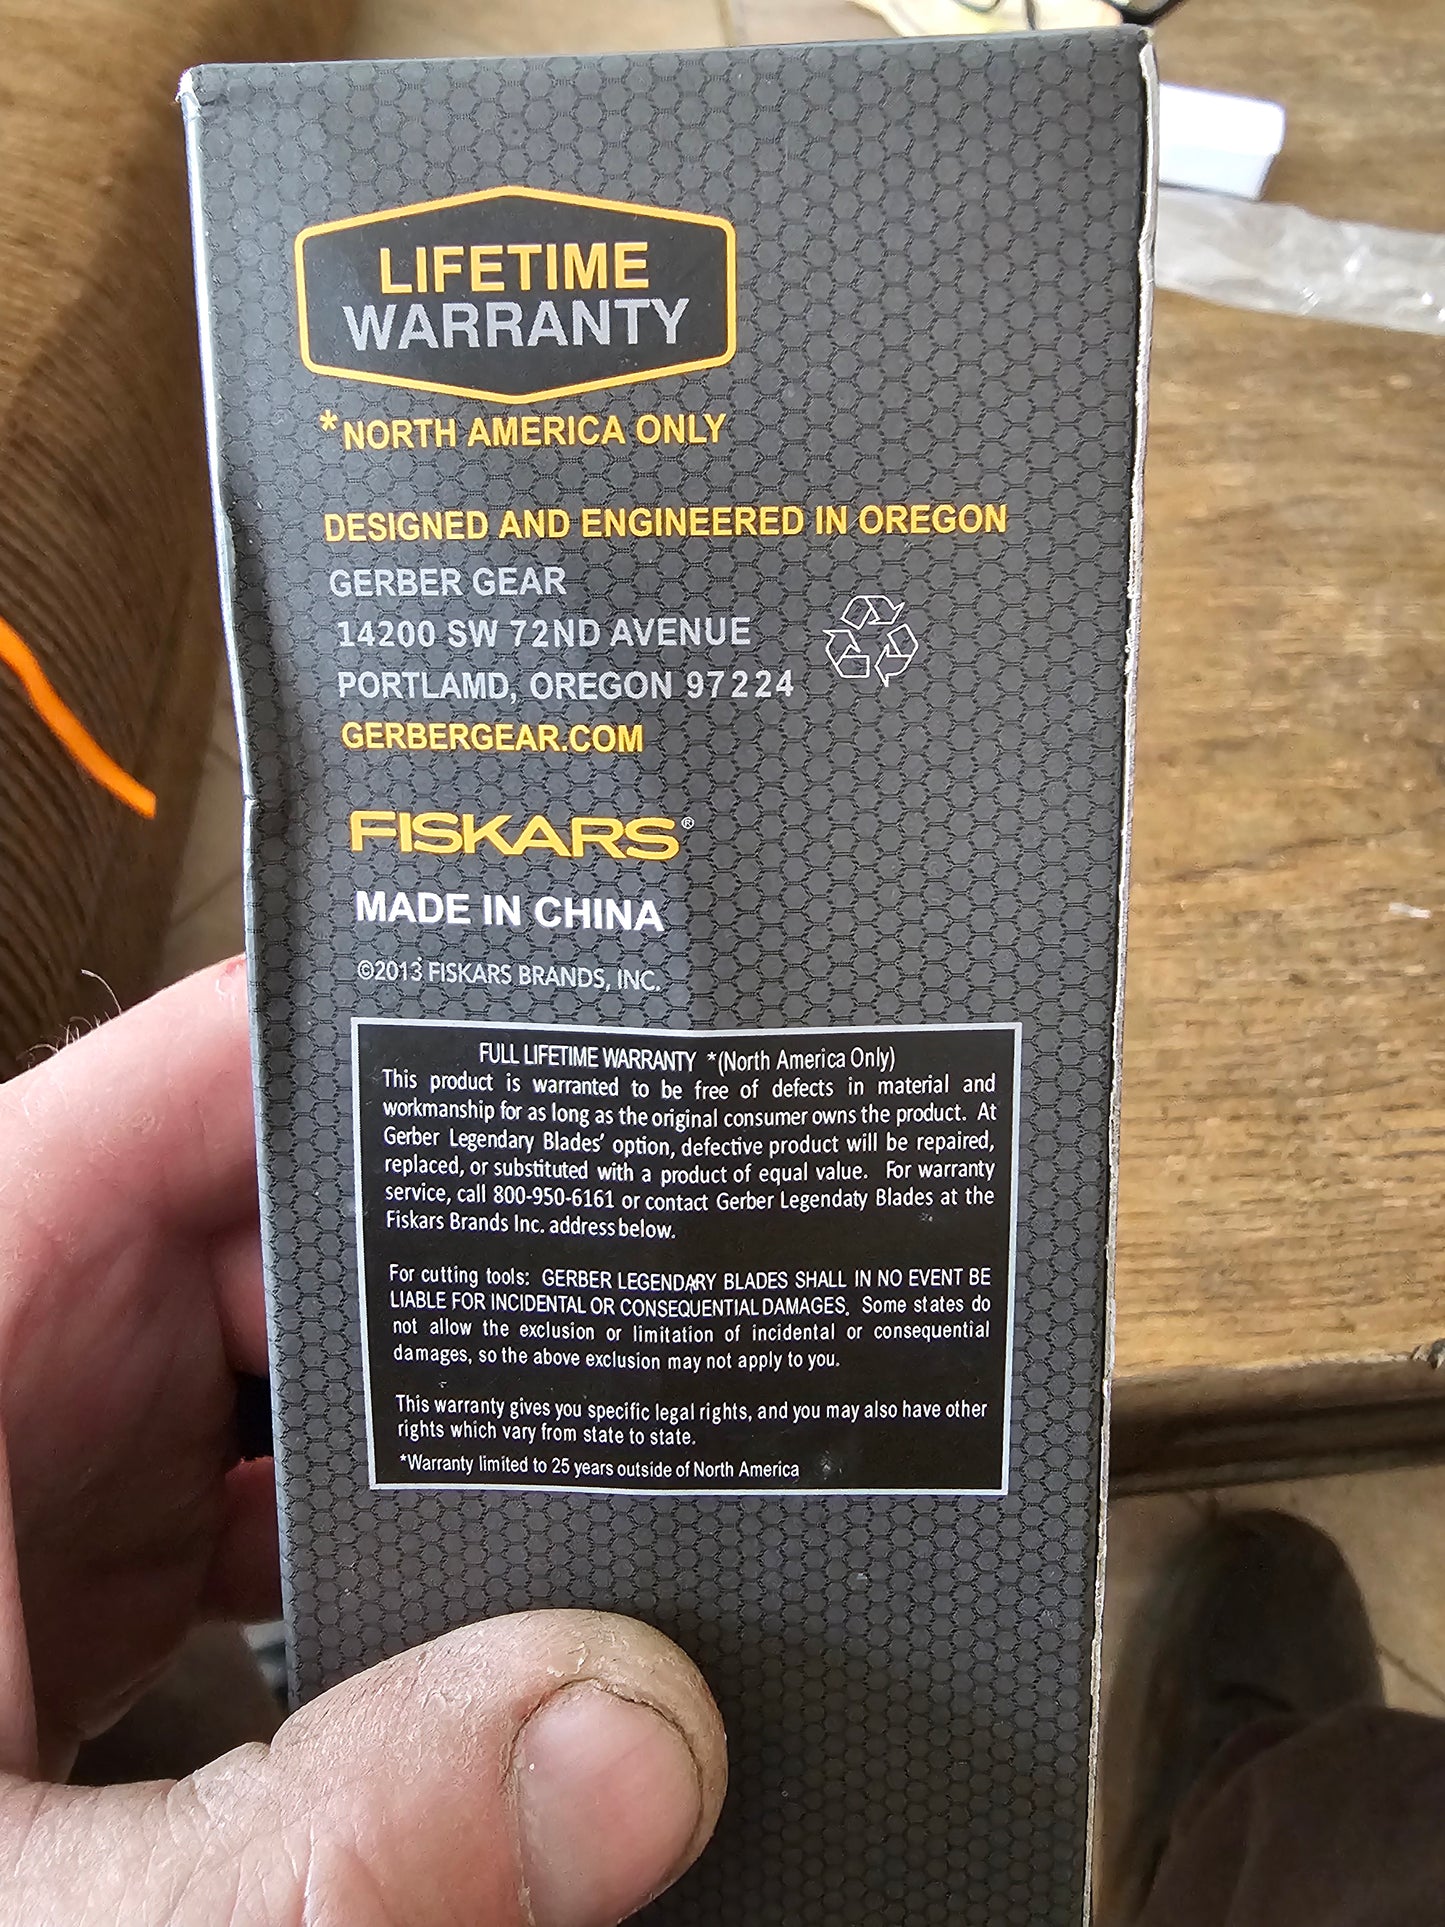 LIFETIME
WARRANTY
*NORTH AMERICA ONLY
DESIGNED AND ENGINEERED IN OREGON
GERBER GEAR
14200 SW 72ND AVENUE
PORTLAMD, OREGON 97224
GERBERGEAR.COM
FISKARS®
MADE IN CHINA
©2013 FISKARS BRANDS, INC.
FULL LIFETIME WARRANTY *(North America Only)
This product is warranted to be free of defects in material and
workmanship for as long as the original consumer owns the product. At
Gerber Legendary Blades' option, defective product will be repaired,
replaced, or substituted with a product of equal value. For warranty
service, call 800-950-6161 or contact Gerber Legendaty Blades at the
Fiskars Brands Inc. address below.
For cutting tools: GERBER LEGENDARY BLADES SHALL IN NO EVENT BE
LIABLE FOR INCIDENTAL OR CONSEQUENTIAL DAMAGES. Some states do
not allow the exclusion or limitation of incidental or consequential
damages, so the above exclusion may not apply to you.
This warranty gives you specific legal rights, and you may also have other
rights which vary from state to state.
*Warranty limited to 25 years outside of North America